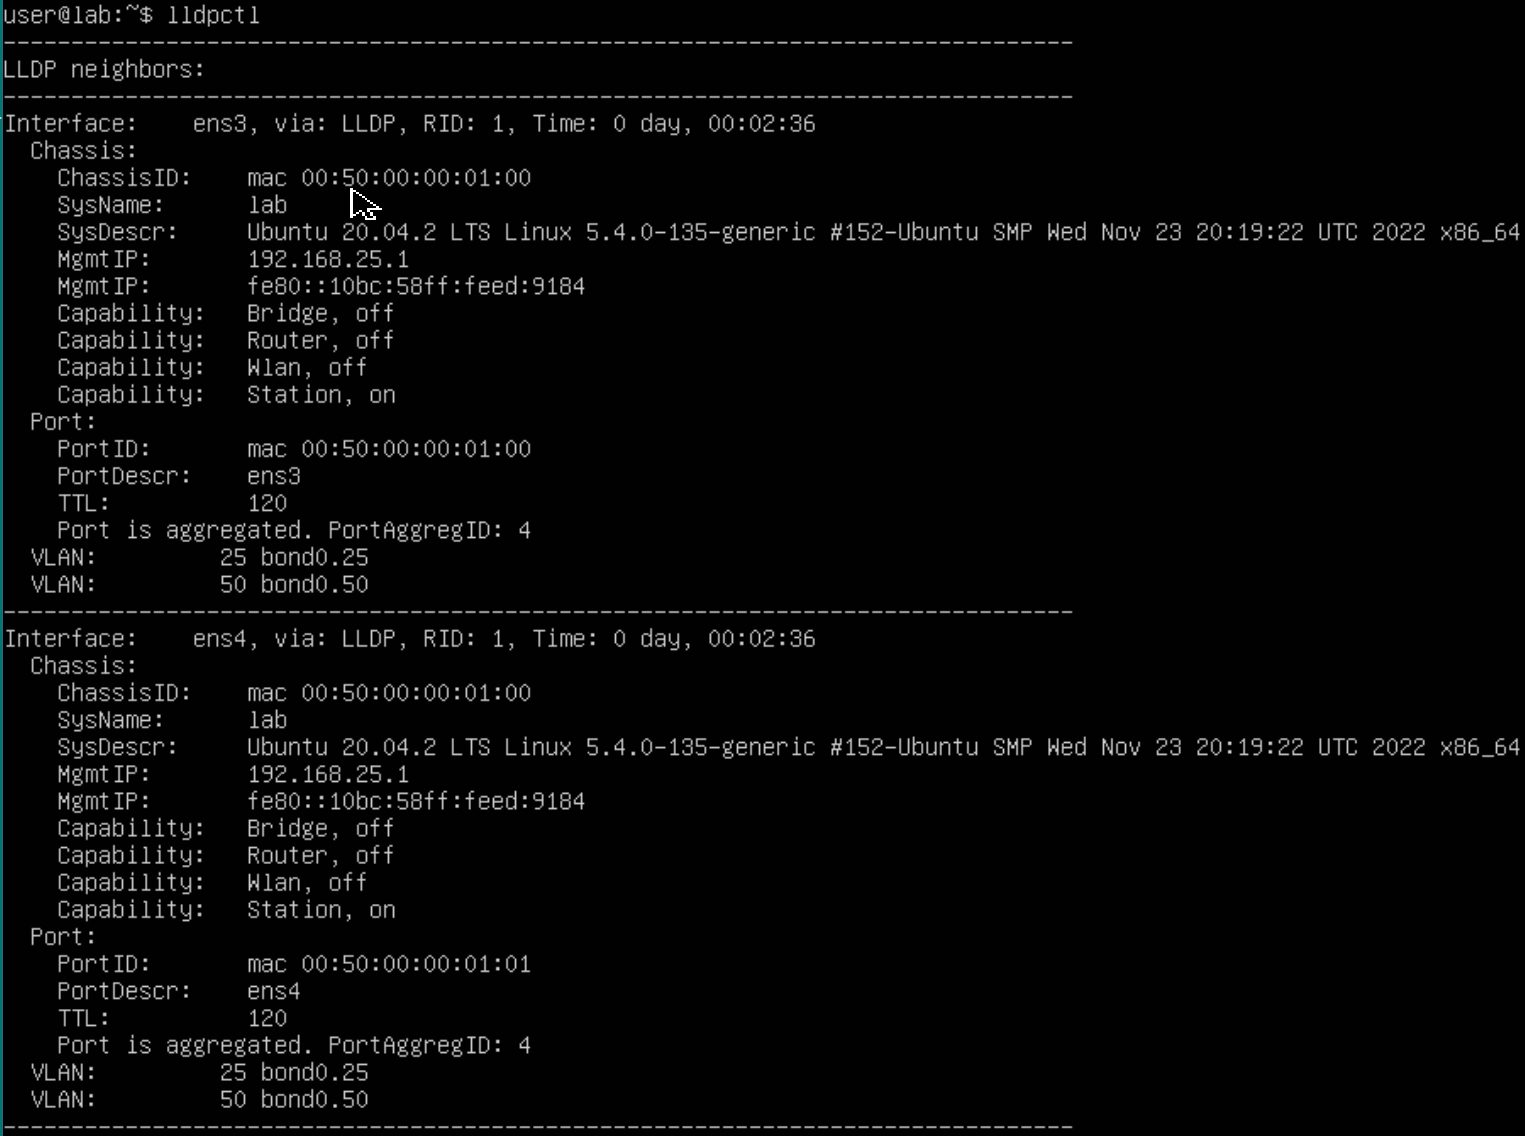 user@lab:~$ lldpctl
-------------------------------------------------------------------------------
LLDP neighbors:
-------------------------------------------------------------------------------
Interface:    ens3, via: LLDP, RID: 1, Time: 0 day, 00:02:36
  Chassis:
    ChassisID:    mac 00:50:00:00:01:00
    SysName:      lab
    SysDescr:     Ubuntu 20.04.2 LTS Linux 5.4.0-135-generic #152-Ubuntu SMP Wed Nov 23 20:19:22 UTC 2022 x86_64
    MgmtIP:       192.168.25.1
    MgmtIP:       fe80::10bc:58ff:feed:9184
    Capability:   Bridge, off
    Capability:   Router, off
    Capability:   Wlan, off
    Capability:   Station, on
  Port:
    PortID:       mac 00:50:00:00:01:00
    PortDescr:    ens3
    TTL:          120
    Port is aggregated. PortAggregID: 4
  VLAN:         25 bond0.25
  VLAN:         50 bond0.50
-------------------------------------------------------------------------------
Interface:    ens4, via: LLDP, RID: 1, Time: 0 day, 00:02:36
  Chassis:
    ChassisID:    mac 00:50:00:00:01:00
    SysName:      lab
    SysDescr:     Ubuntu 20.04.2 LTS Linux 5.4.0-135-generic #152-Ubuntu SMP Wed Nov 23 20:19:22 UTC 2022 x86_64
    MgmtIP:       192.168.25.1
    MgmtIP:       fe80::10bc:58ff:feed:9184
    Capability:   Bridge, off
    Capability:   Router, off
    Capability:   Wlan, off
    Capability:   Station, on
  Port:
    PortID:       mac 00:50:00:00:01:01
    PortDescr:    ens4
    TTL:          120
    Port is aggregated. PortAggregID: 4
  VLAN:         25 bond0.25
  VLAN:         50 bond0.50
-------------------------------------------------------------------------------